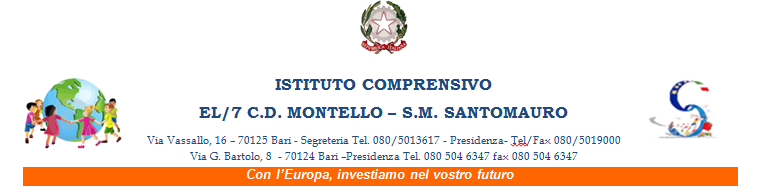 ISTITUTO COMPRENSIVO
EL/7 C.D. MONTELLO – S.M. SANTOMAURO
Via Vassallo, 16 – 70125 Bari - Segreteria Tel. 080/5013617 - Presidenza- Tel/Fax 080/5019000
Via G. Bartolo, 8 - 70124 Bari –Presidenza Tel. 080 504 6347 fax 080 504 6347
Con l'Europa, investiamo nel vostro futuro